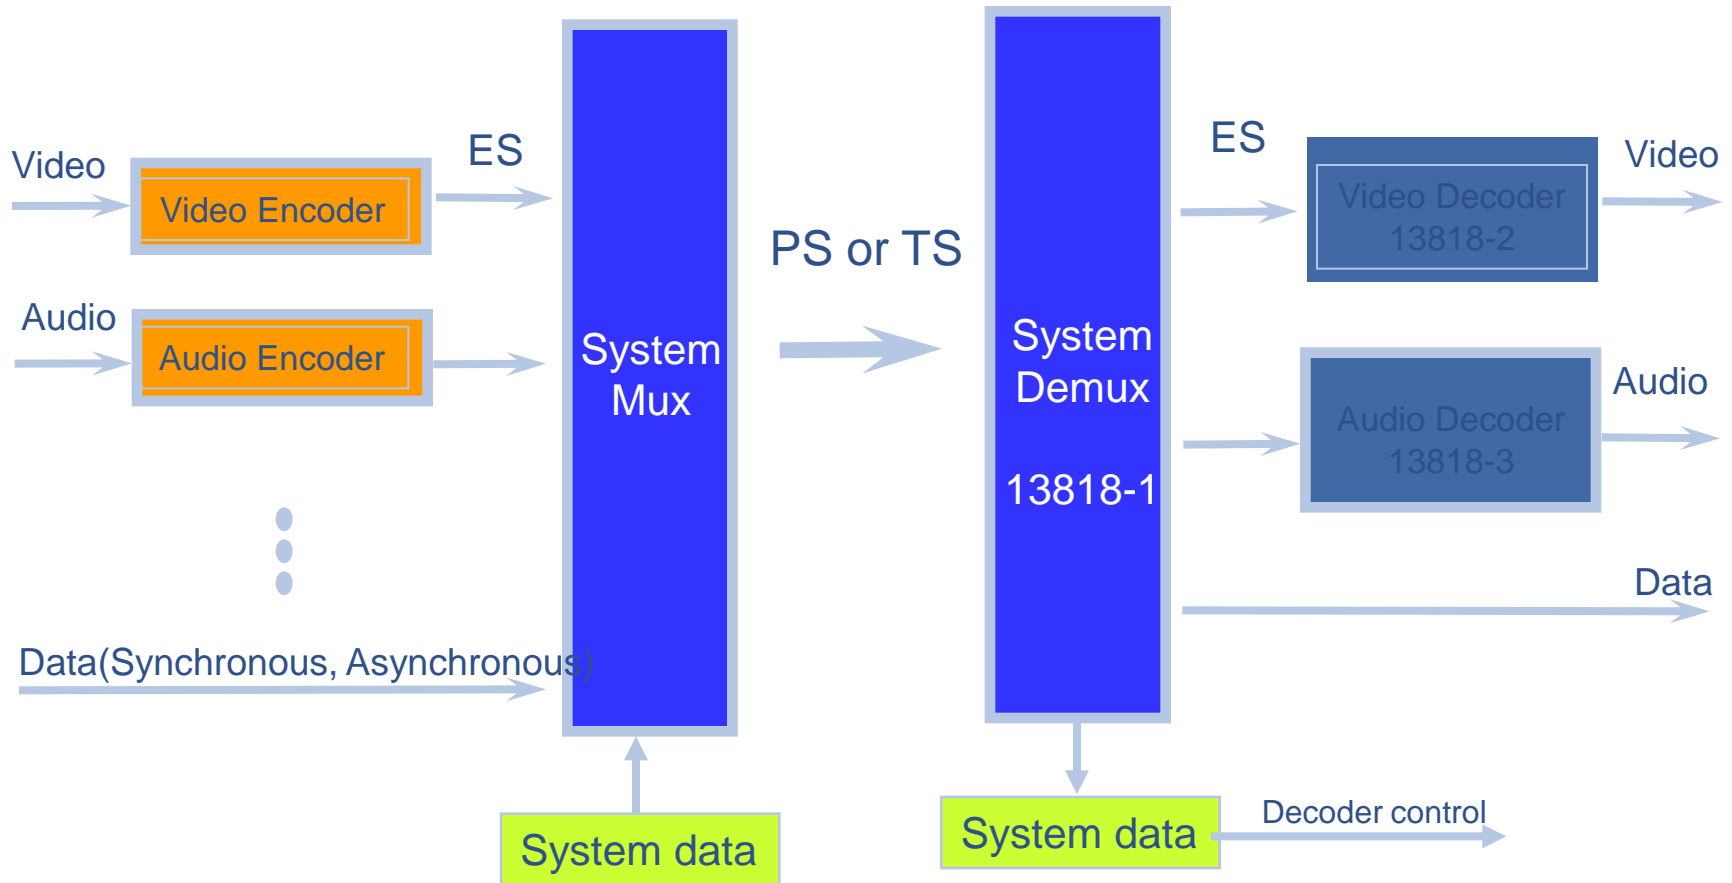 Video
Video Encoder
ES
Audio
Audio Encoder
Data(Synchronous, Asynchronous)
System
Mux
System data
PS or TS
System
Demux
13818-1
System data
Decoder control
ES
Video Decoder
13818-2
Video
Audio Decoder
13818-3
Audio
Data